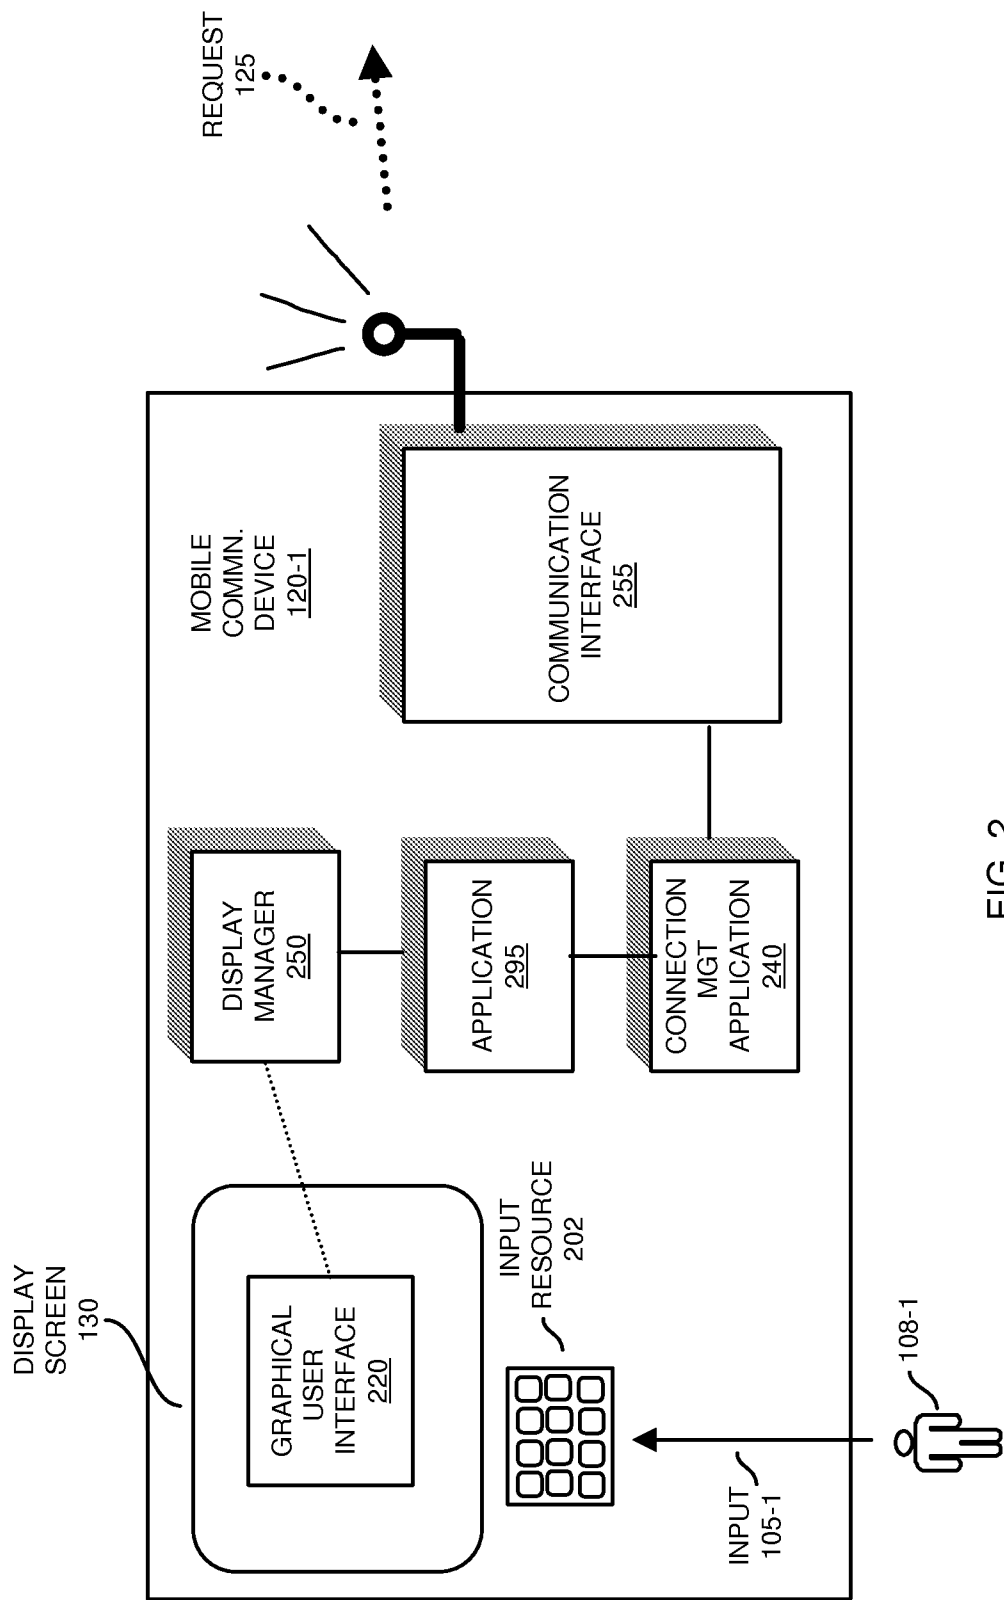 DISPLAY
SCREEN
130
GRAPHICAL
USER
INTERFACE
220
DISPLAY
MANAGER
250
MOBILE
COMMN.
DEVICE
120-1
REQUEST
125
INPUT
RESOURCE
202
APPLICATION
295
CONNECTION
MGT
APPLICATION
240
COMMUNICATION
INTERFACE
255
INPUT
105-1
108-1
FIG. 2